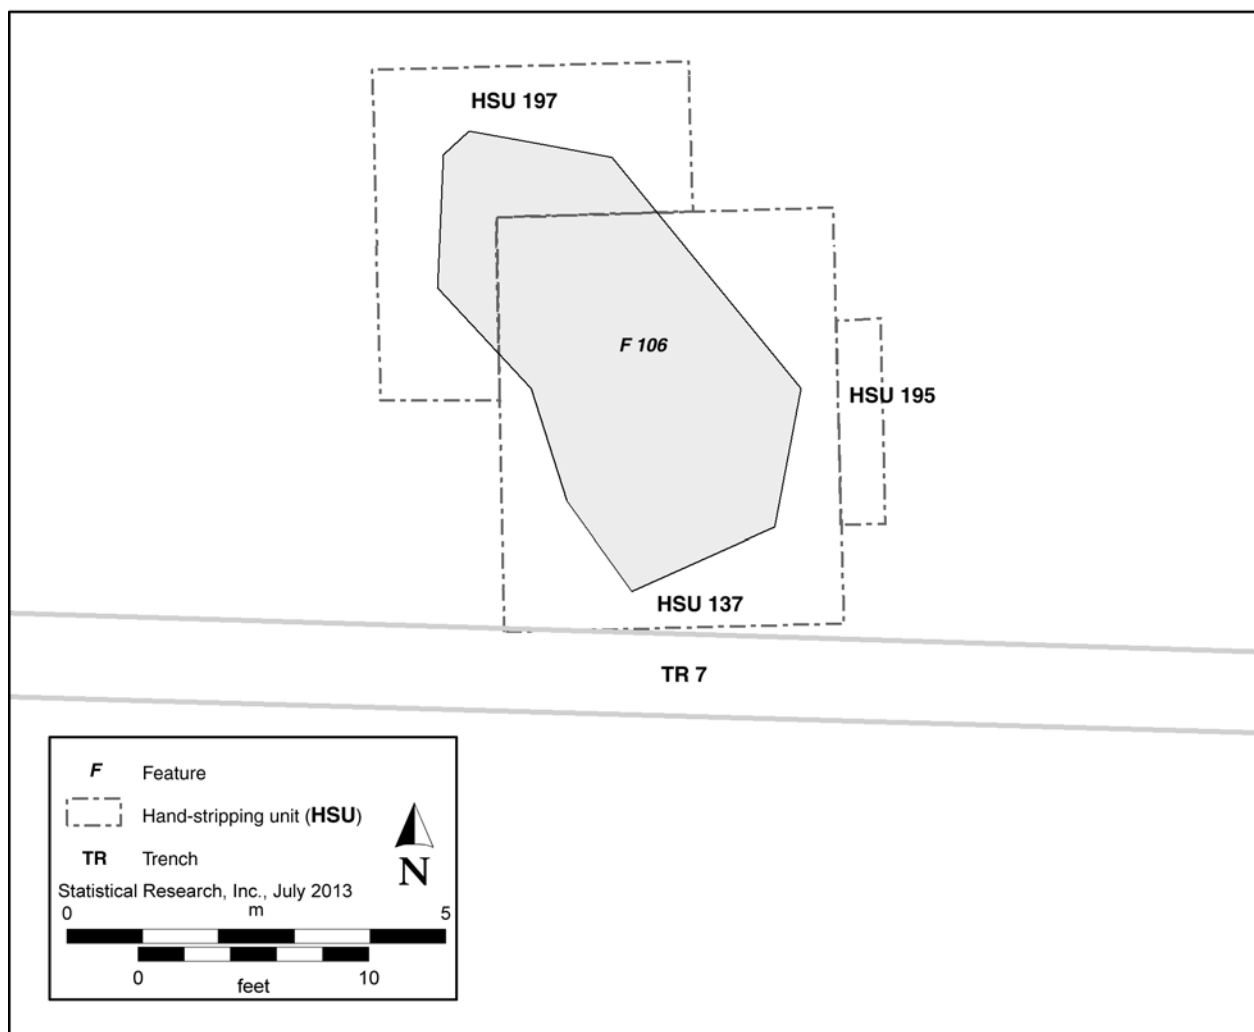 HSU 197
F 106
HSU 195
HSU 137
TR 7
F Feature
Hand-stripping unit (HSU)
TR Trench
N
Statistical Research, Inc., July 2013
0 m 5
0 feet 10